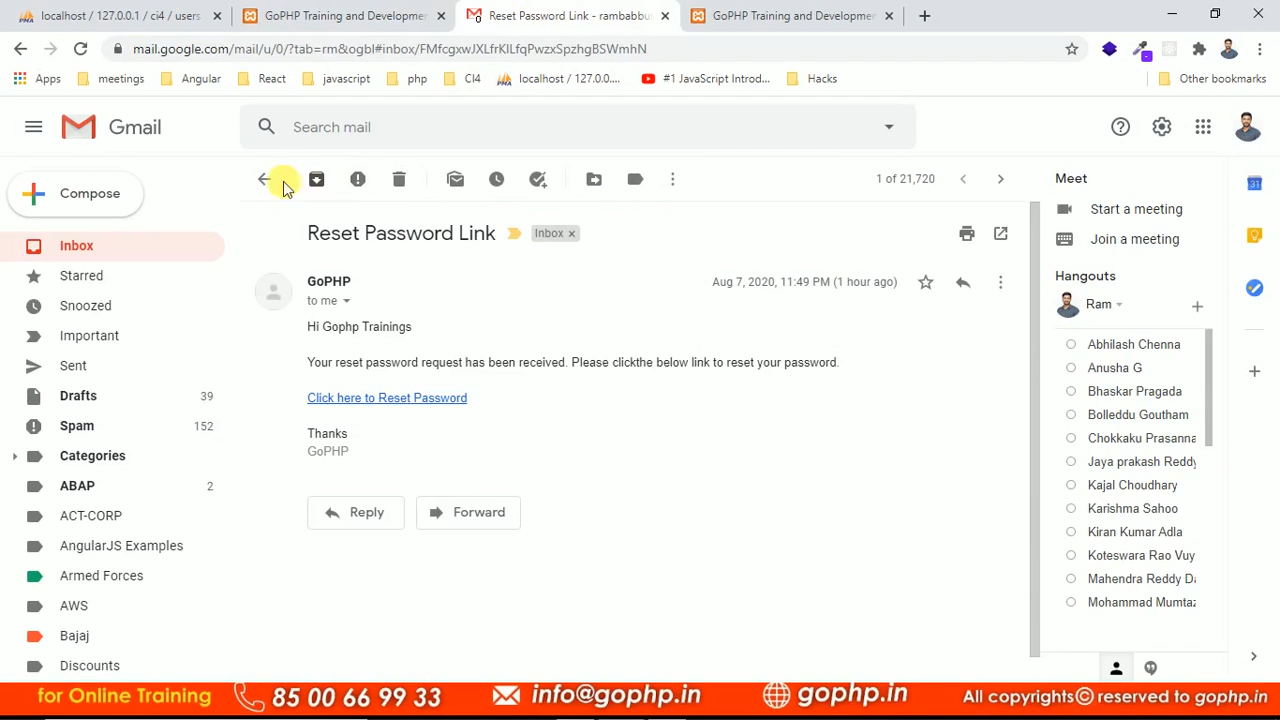 localhost / 127.0.0.1 / ci4 / users
GoPHP Training and Developmen
Reset Password Link - rambabbu
GoPHP Training and Developmen
mail.google.com/mail/u/0/?tab=rm&ogbl#inbox/FMfcgxwJXLfrKlLfqPwzxSpzhgBSWmhN
Apps
meetings
Angular
React
javascript
php
CI4
localhost / 127.0.0....
#1 JavaScript Introd...
Hacks
Other bookmarks
Gmail
Search mail
Compose
1 of 21,720
Meet
Start a meeting
Join a meeting
Hangouts
Ram
Inbox
Starred
Snoozed
Important
Sent
Drafts 39
Spam 152
Categories
ABAP 2
ACT-CORP
AngularJS Examples
Armed Forces
AWS
Bajaj
Discounts
Reset Password Link
Inbox x
GoPHP
Aug 7, 2020, 11:49 PM (1 hour ago)
to me
Hi Gophp Trainings
Your reset password request has been received. Please clickthe below link to reset your password.
Click here to Reset Password
Thanks
GoPHP
Reply
Forward
Abhilash Chenna
Anusha G
Bhaskar Pragada
Bolleddu Goutham
Chokkaku Prasanna
Jaya prakash Reddy
Kajal Choudhary
Karishma Sahoo
Kiran Kumar Adla
Koteswara Rao Vuy
Mahendra Reddy Da
Mohammad Mumtaz
for Online Training
85 00 66 99 33
info@gophp.in
gophp.in
All copyrights© reserved to gophp.in